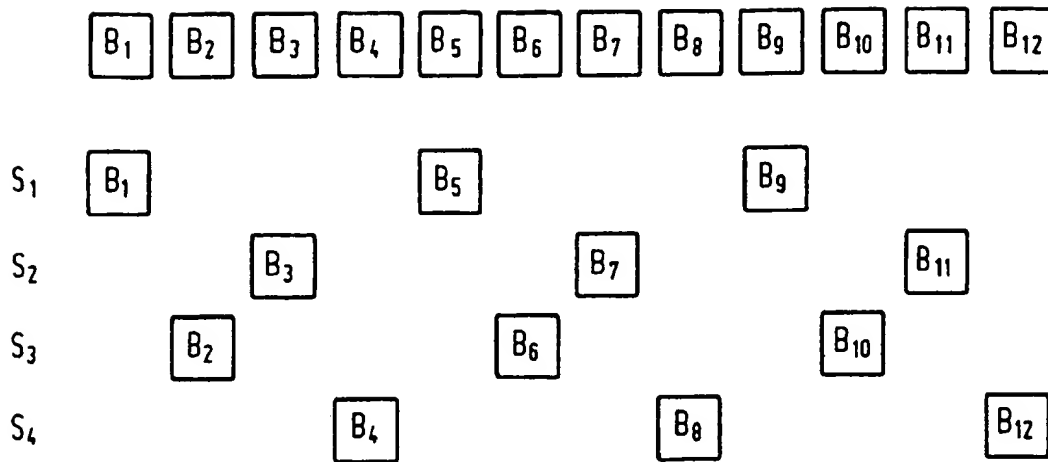 B₁ B₂ B₃ B₄ B₅ B₆ B₇ B₈ B₉ B₁₀ B₁₁ B₁₂
S₁ B₁ B₅ B₉
S₂ B₃ B₇ B₁₁
S₃ B₂ B₆ B₁₀
S₄ B₄ B₈ B₁₂